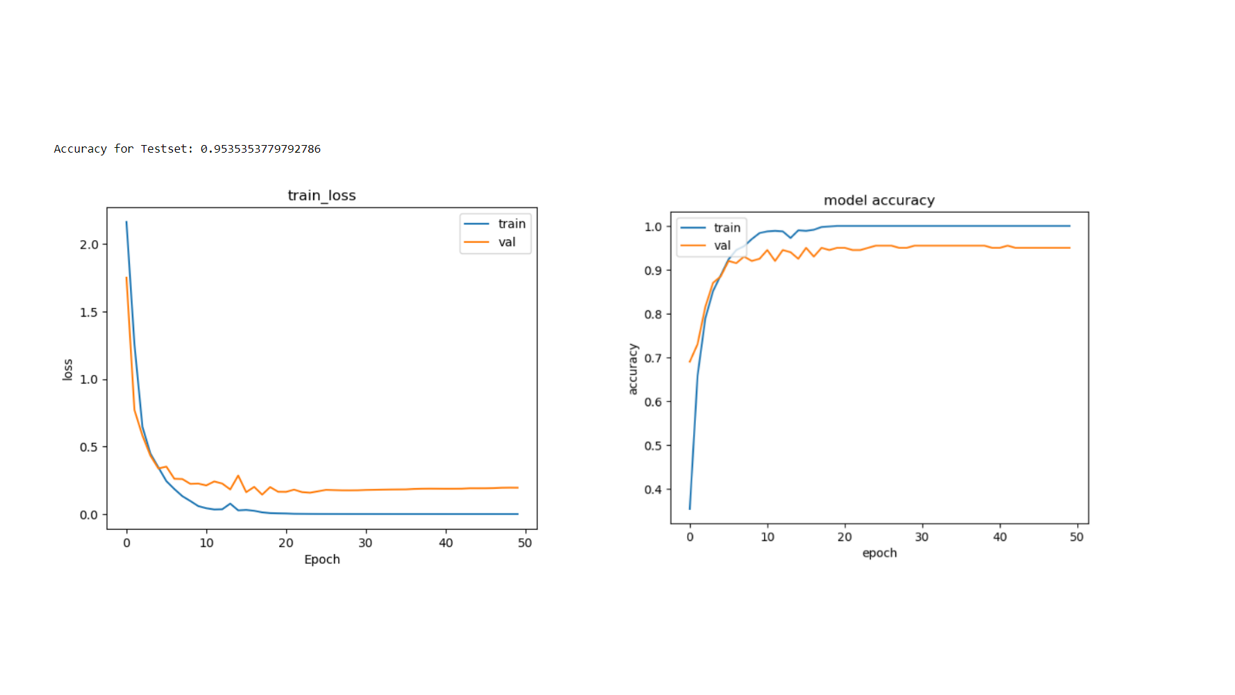 Accuracy for Testset: 0.9535353779792786
train_loss
train
val
2.0
1.5
1.0
0.5
0.0
loss
0 10 20 30 40 50
Epoch
model accuracy
train
val
1.0
0.9
0.8
0.7
0.6
0.5
0.4
accuracy
0 10 20 30 40 50
epoch